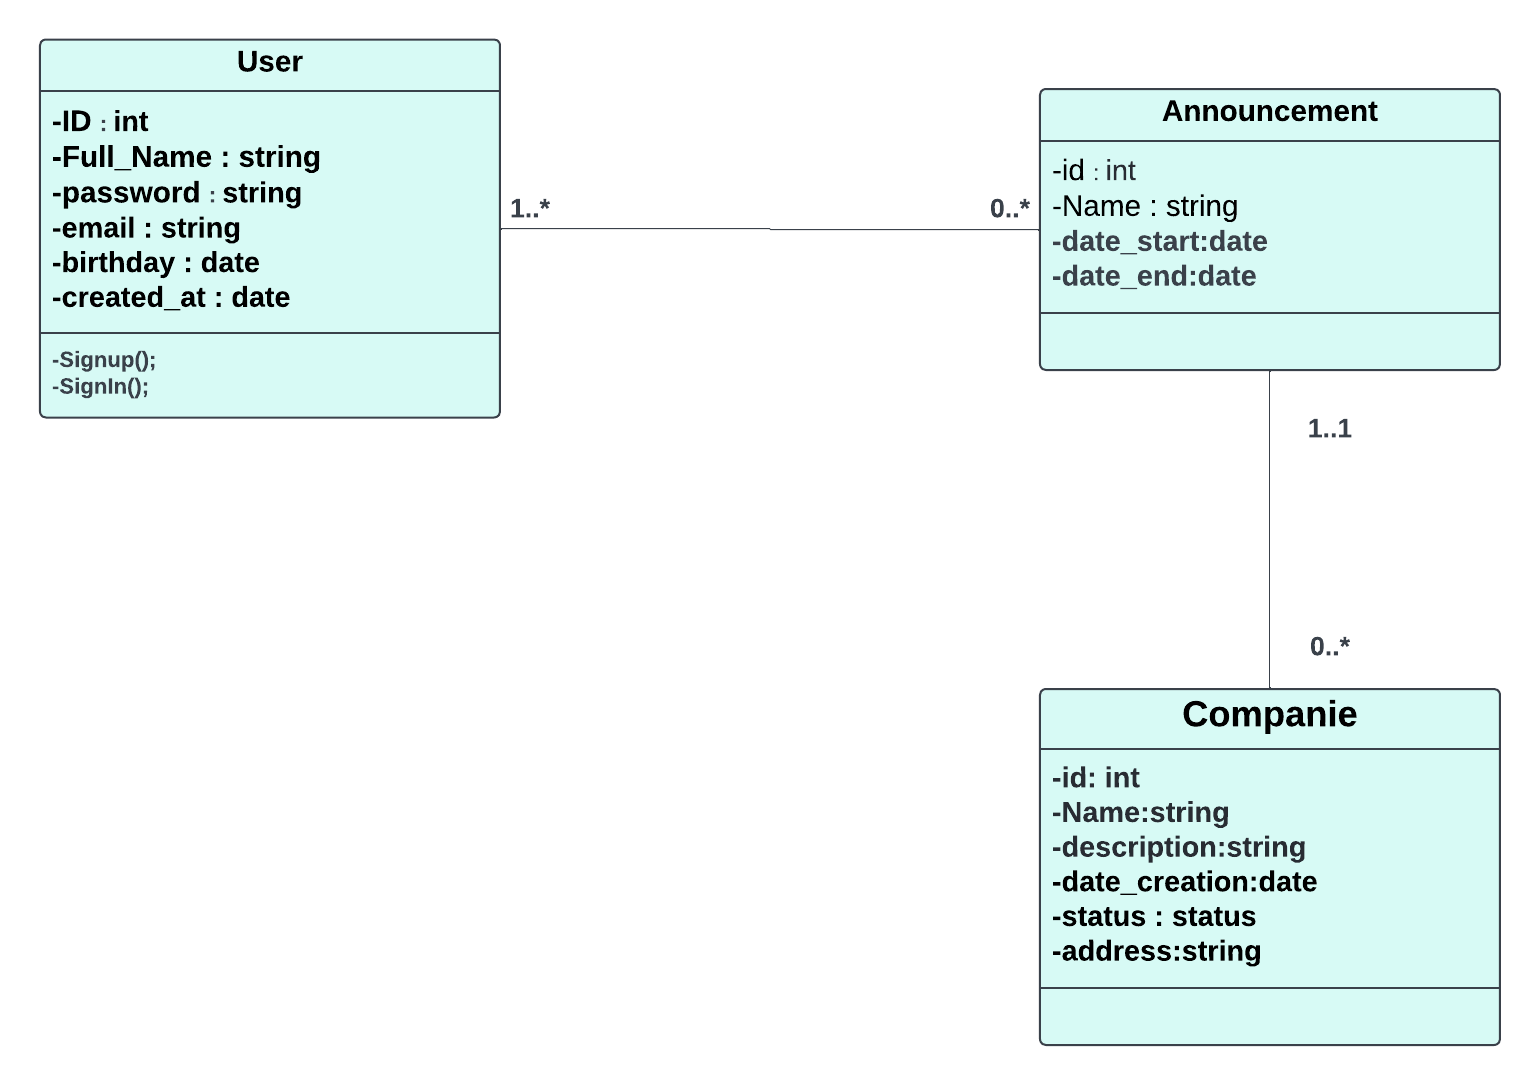 User
-ID : int
-Full_Name : string
-password : string
-email : string
-birthday : date
-created_at : date
-Signup();
-SignIn();
1..*
0..*
Announcement
-id : int
-Name : string
-date_start:date
-date_end:date
1..1
0..*
Companie
-id: int
-Name:string
-description:string
-date_creation:date
-status : status
-address:string